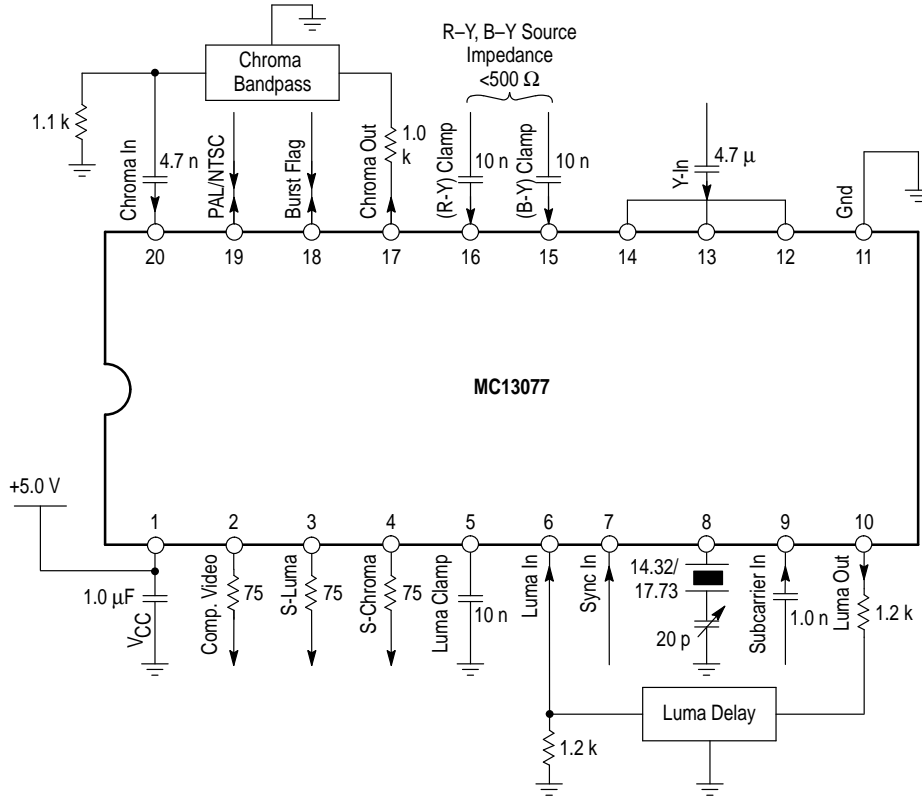 R–Y, B–Y Source
Impedance
<500 Ω
Chroma
Bandpass
1.1 k
Chroma In
4.7 n
PAL/NTSC
Burst Flag
Chroma Out
1.0
k
(R-Y) Clamp
10 n
(B-Y) Clamp
10 n
Y-In
4.7 μ
Gnd
20
19
18
17
16
15
14
13
12
11
MC13077
+5.0 V
1
2
3
4
5
6
7
8
9
10
1.0 μF
VCC
Comp. Video
75
S-Luma
75
S-Chroma
75
Luma Clamp
10 n
Luma In
Sync In
14.32/
17.73
20 p
Subcarrier In
1.0 n
Luma Out
1.2 k
Luma Delay
1.2 k